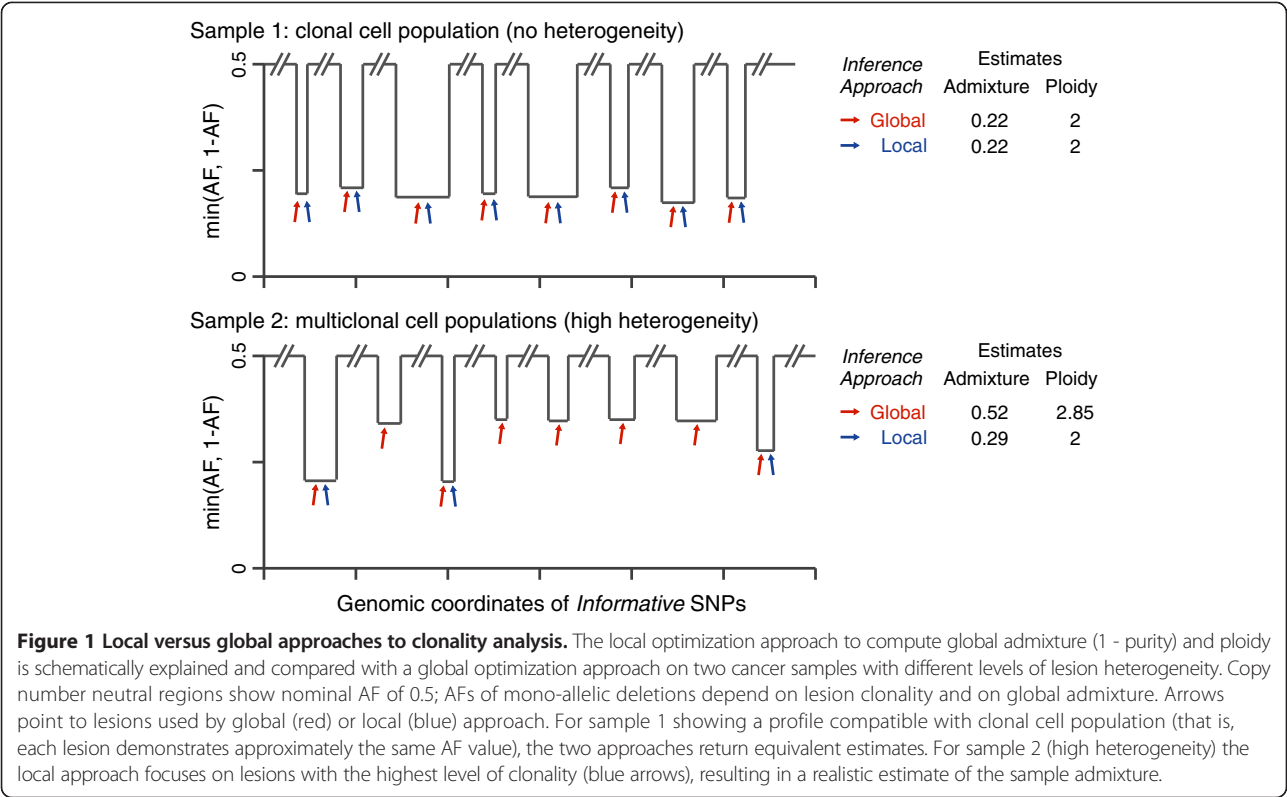 Sample 1: clonal cell population (no heterogeneity)
0.5
0
min(AF, 1-AF)
Inference Approach
Estimates
Admixture Ploidy
Global 0.22 2
Local 0.22 2
Sample 2: multiclonal cell populations (high heterogeneity)
0.5
0
min(AF, 1-AF)
Inference Approach
Estimates
Admixture Ploidy
Global 0.52 2.85
Local 0.29 2
Genomic coordinates of Informative SNPs
Figure 1 Local versus global approaches to clonality analysis. The local optimization approach to compute global admixture (1 - purity) and ploidy
is schematically explained and compared with a global optimization approach on two cancer samples with different levels of lesion heterogeneity. Copy
number neutral regions show nominal AF of 0.5; AFs of mono-allelic deletions depend on lesion clonality and on global admixture. Arrows
point to lesions used by global (red) or local (blue) approach. For sample 1 showing a profile compatible with clonal cell population (that is,
each lesion demonstrates approximately the same AF value), the two approaches return equivalent estimates. For sample 2 (high heterogeneity) the
local approach focuses on lesions with the highest level of clonality (blue arrows), resulting in a realistic estimate of the sample admixture.